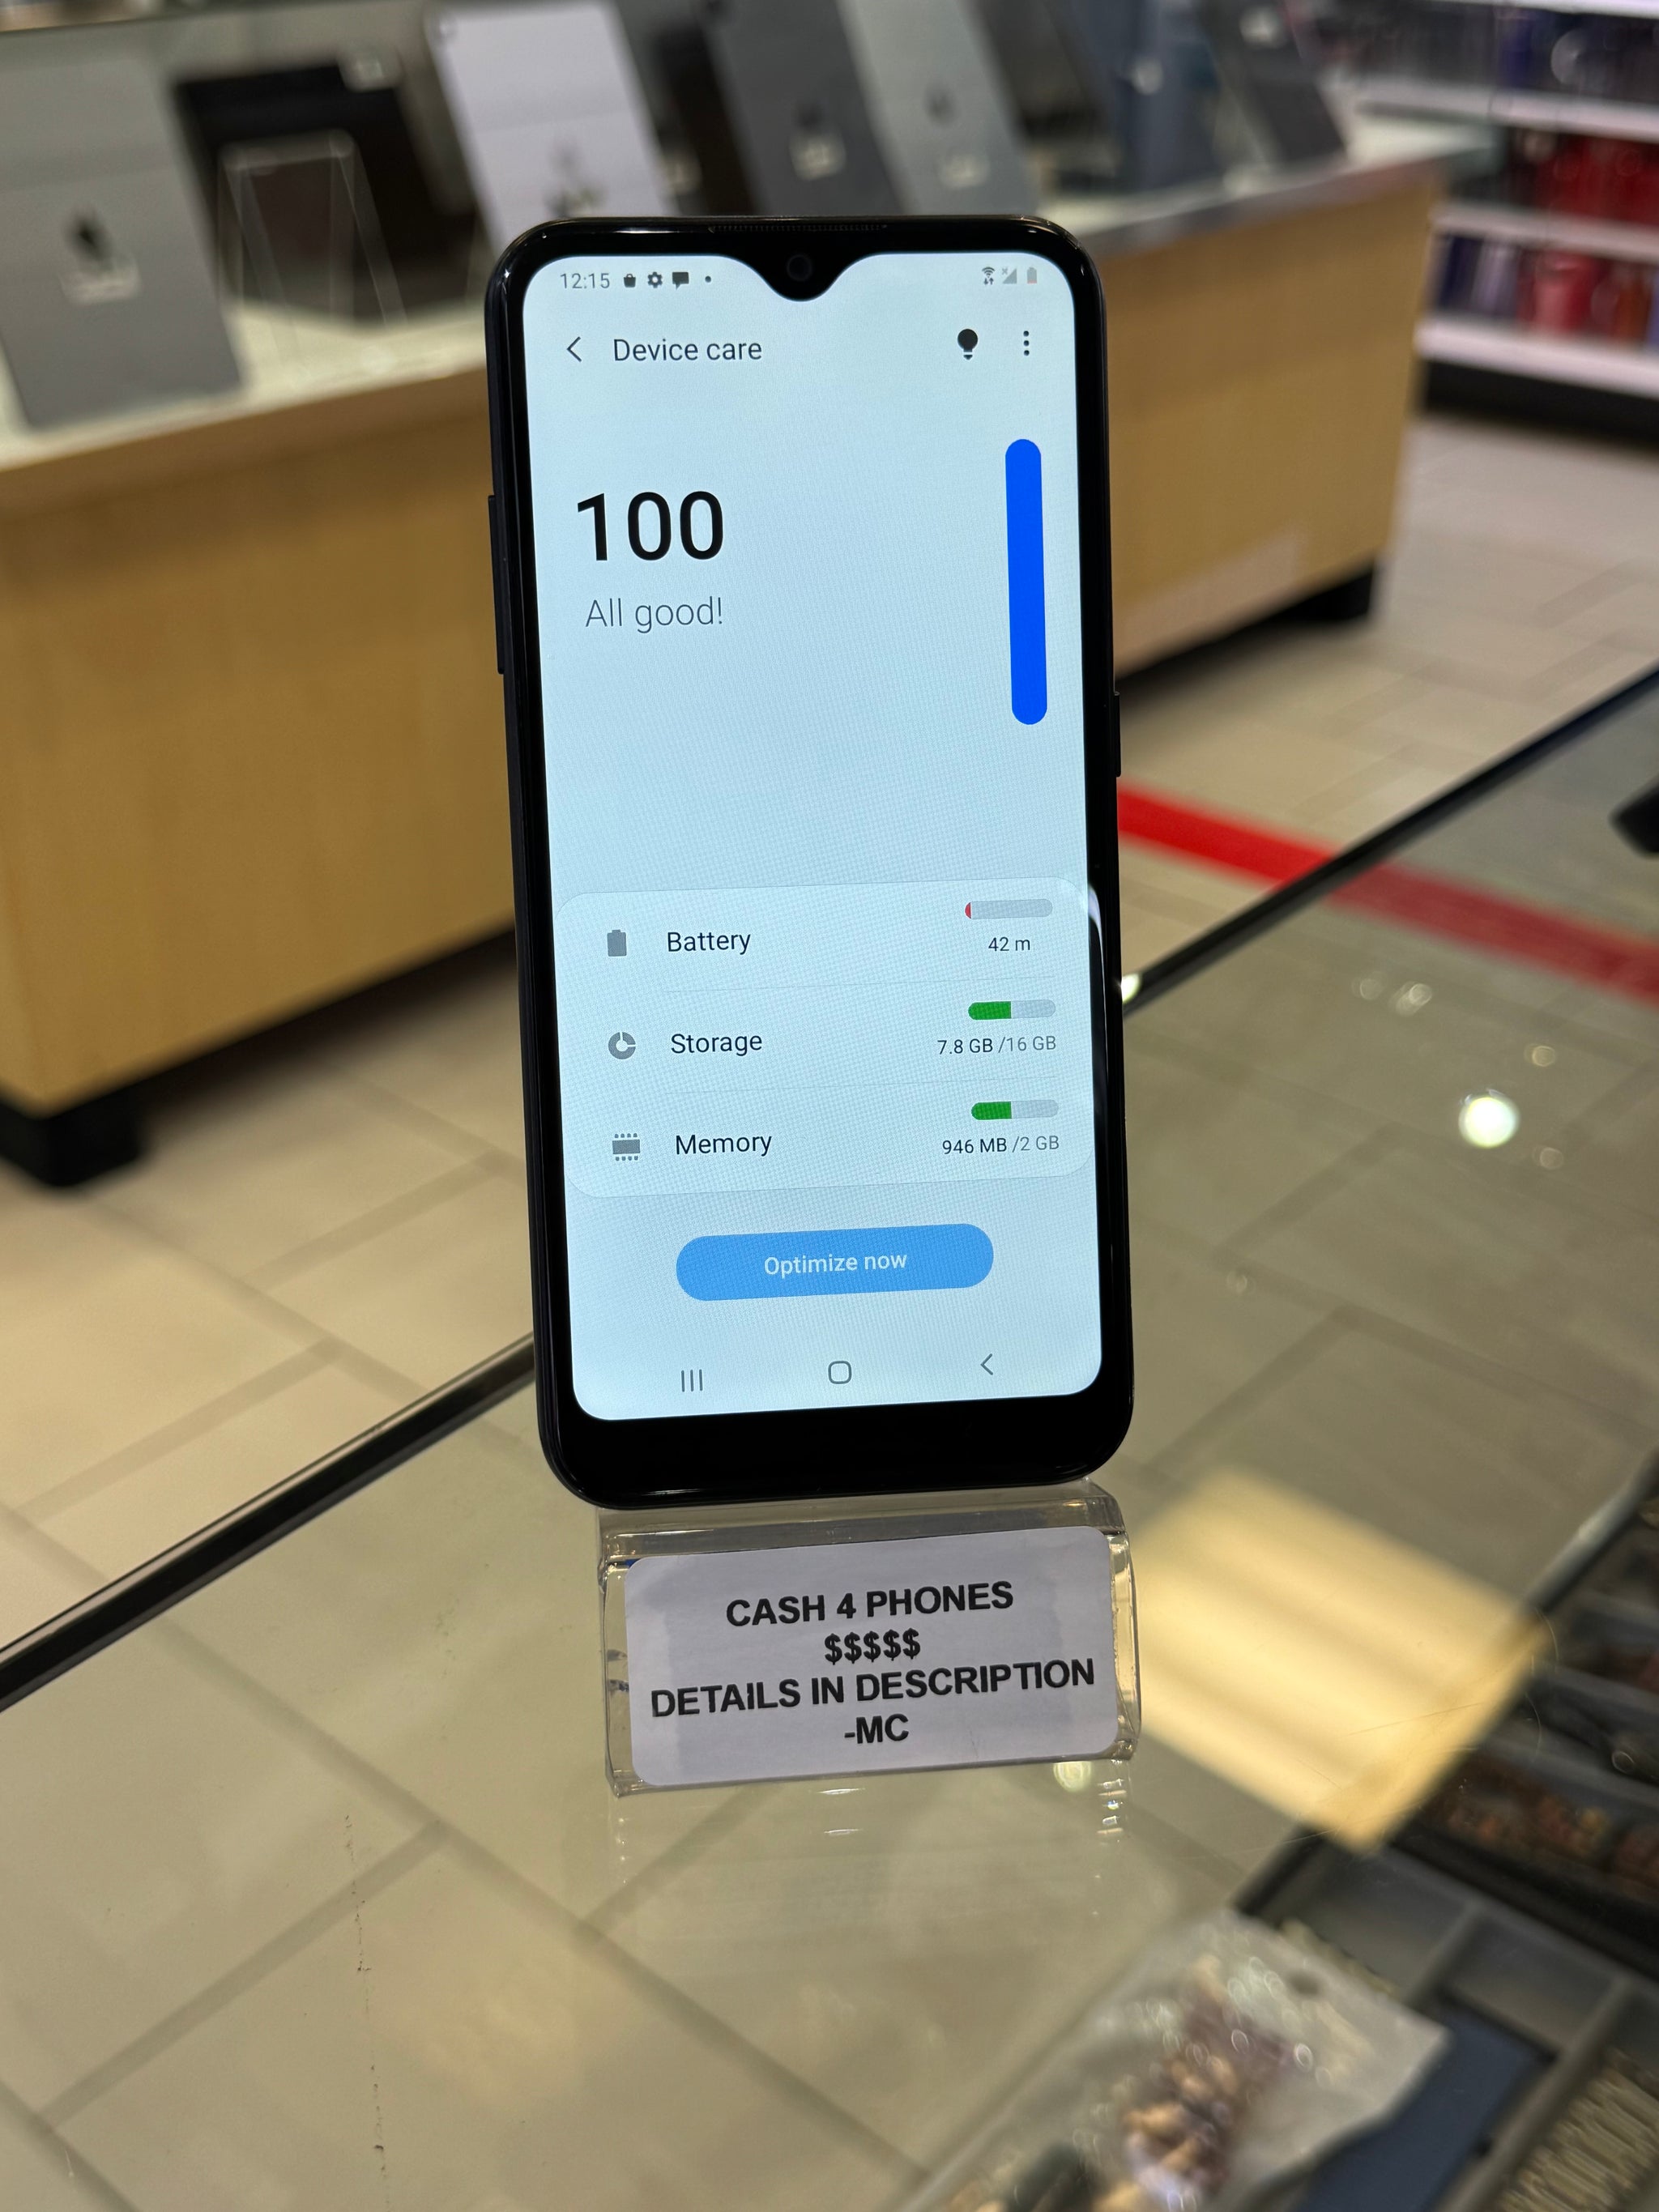 12:15
Device care
100
All good!
Battery
42 m
Storage
7.8 GB /16 GB
Memory
946 MB /2 GB
Optimize now
CASH 4 PHONES
$$$$$
DETAILS IN DESCRIPTION
-MC